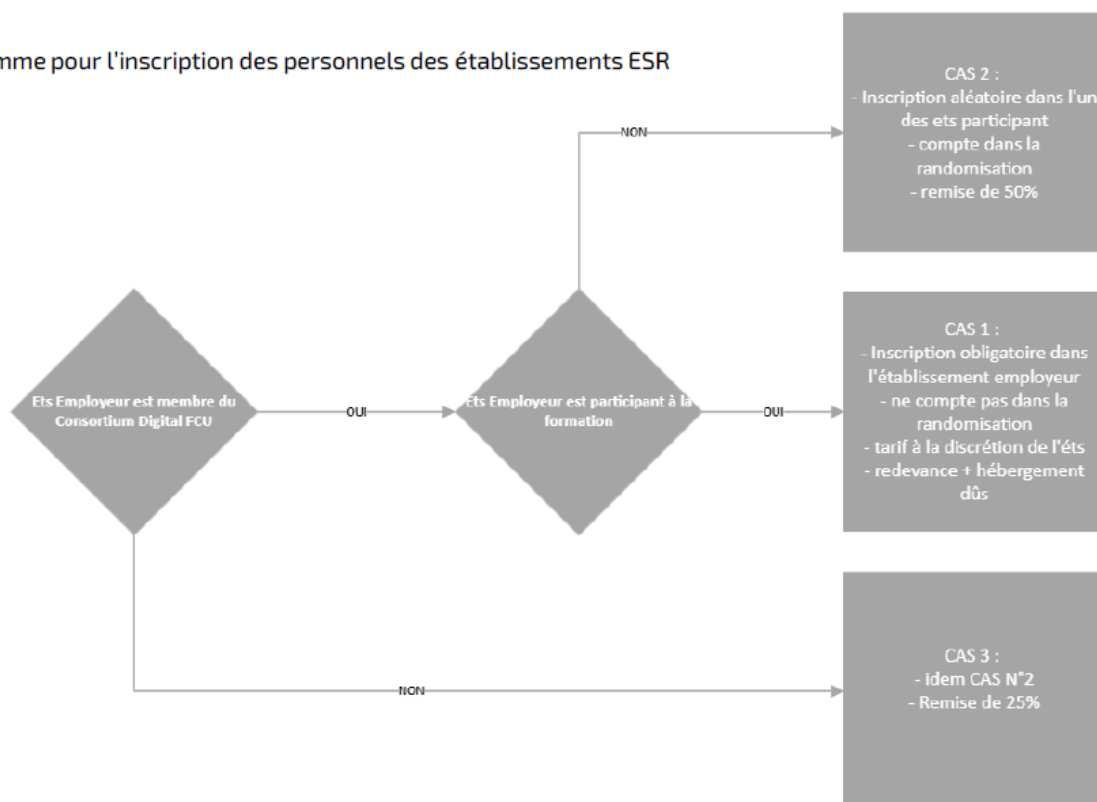 mme pour l'inscription des personnels des établissements ESR
CAS 2 :
- Inscription aléatoire dans l'un
des ets participant
- compte dans la
randomisation
- remise de 50%
NON
Ets Employeur est membre du
Consortium Digital FCU
OUI
Ets Employeur est participant à la
formation
OUI
CAS 1 :
- Inscription obligatoire dans
l'établissement employeur
- ne compte pas dans la
randomisation
- tarif à la discrétion de l'éts
- redevance + hébergement
dûs
NON
CAS 3 :
- idem CAS N°2
- Remise de 25%